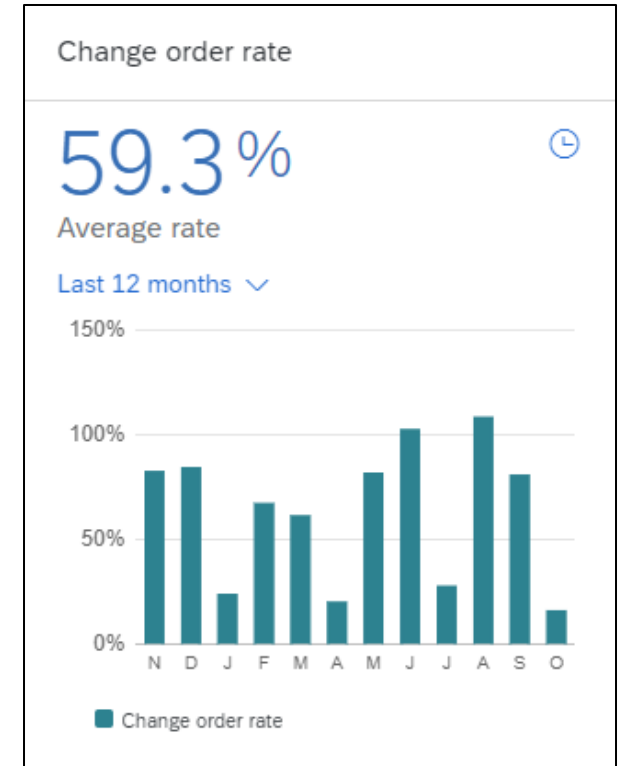 Change order rate
59.3%
Average rate
Last 12 months
150%
100%
50%
0%
N D J F M A M J J A S O
Change order rate